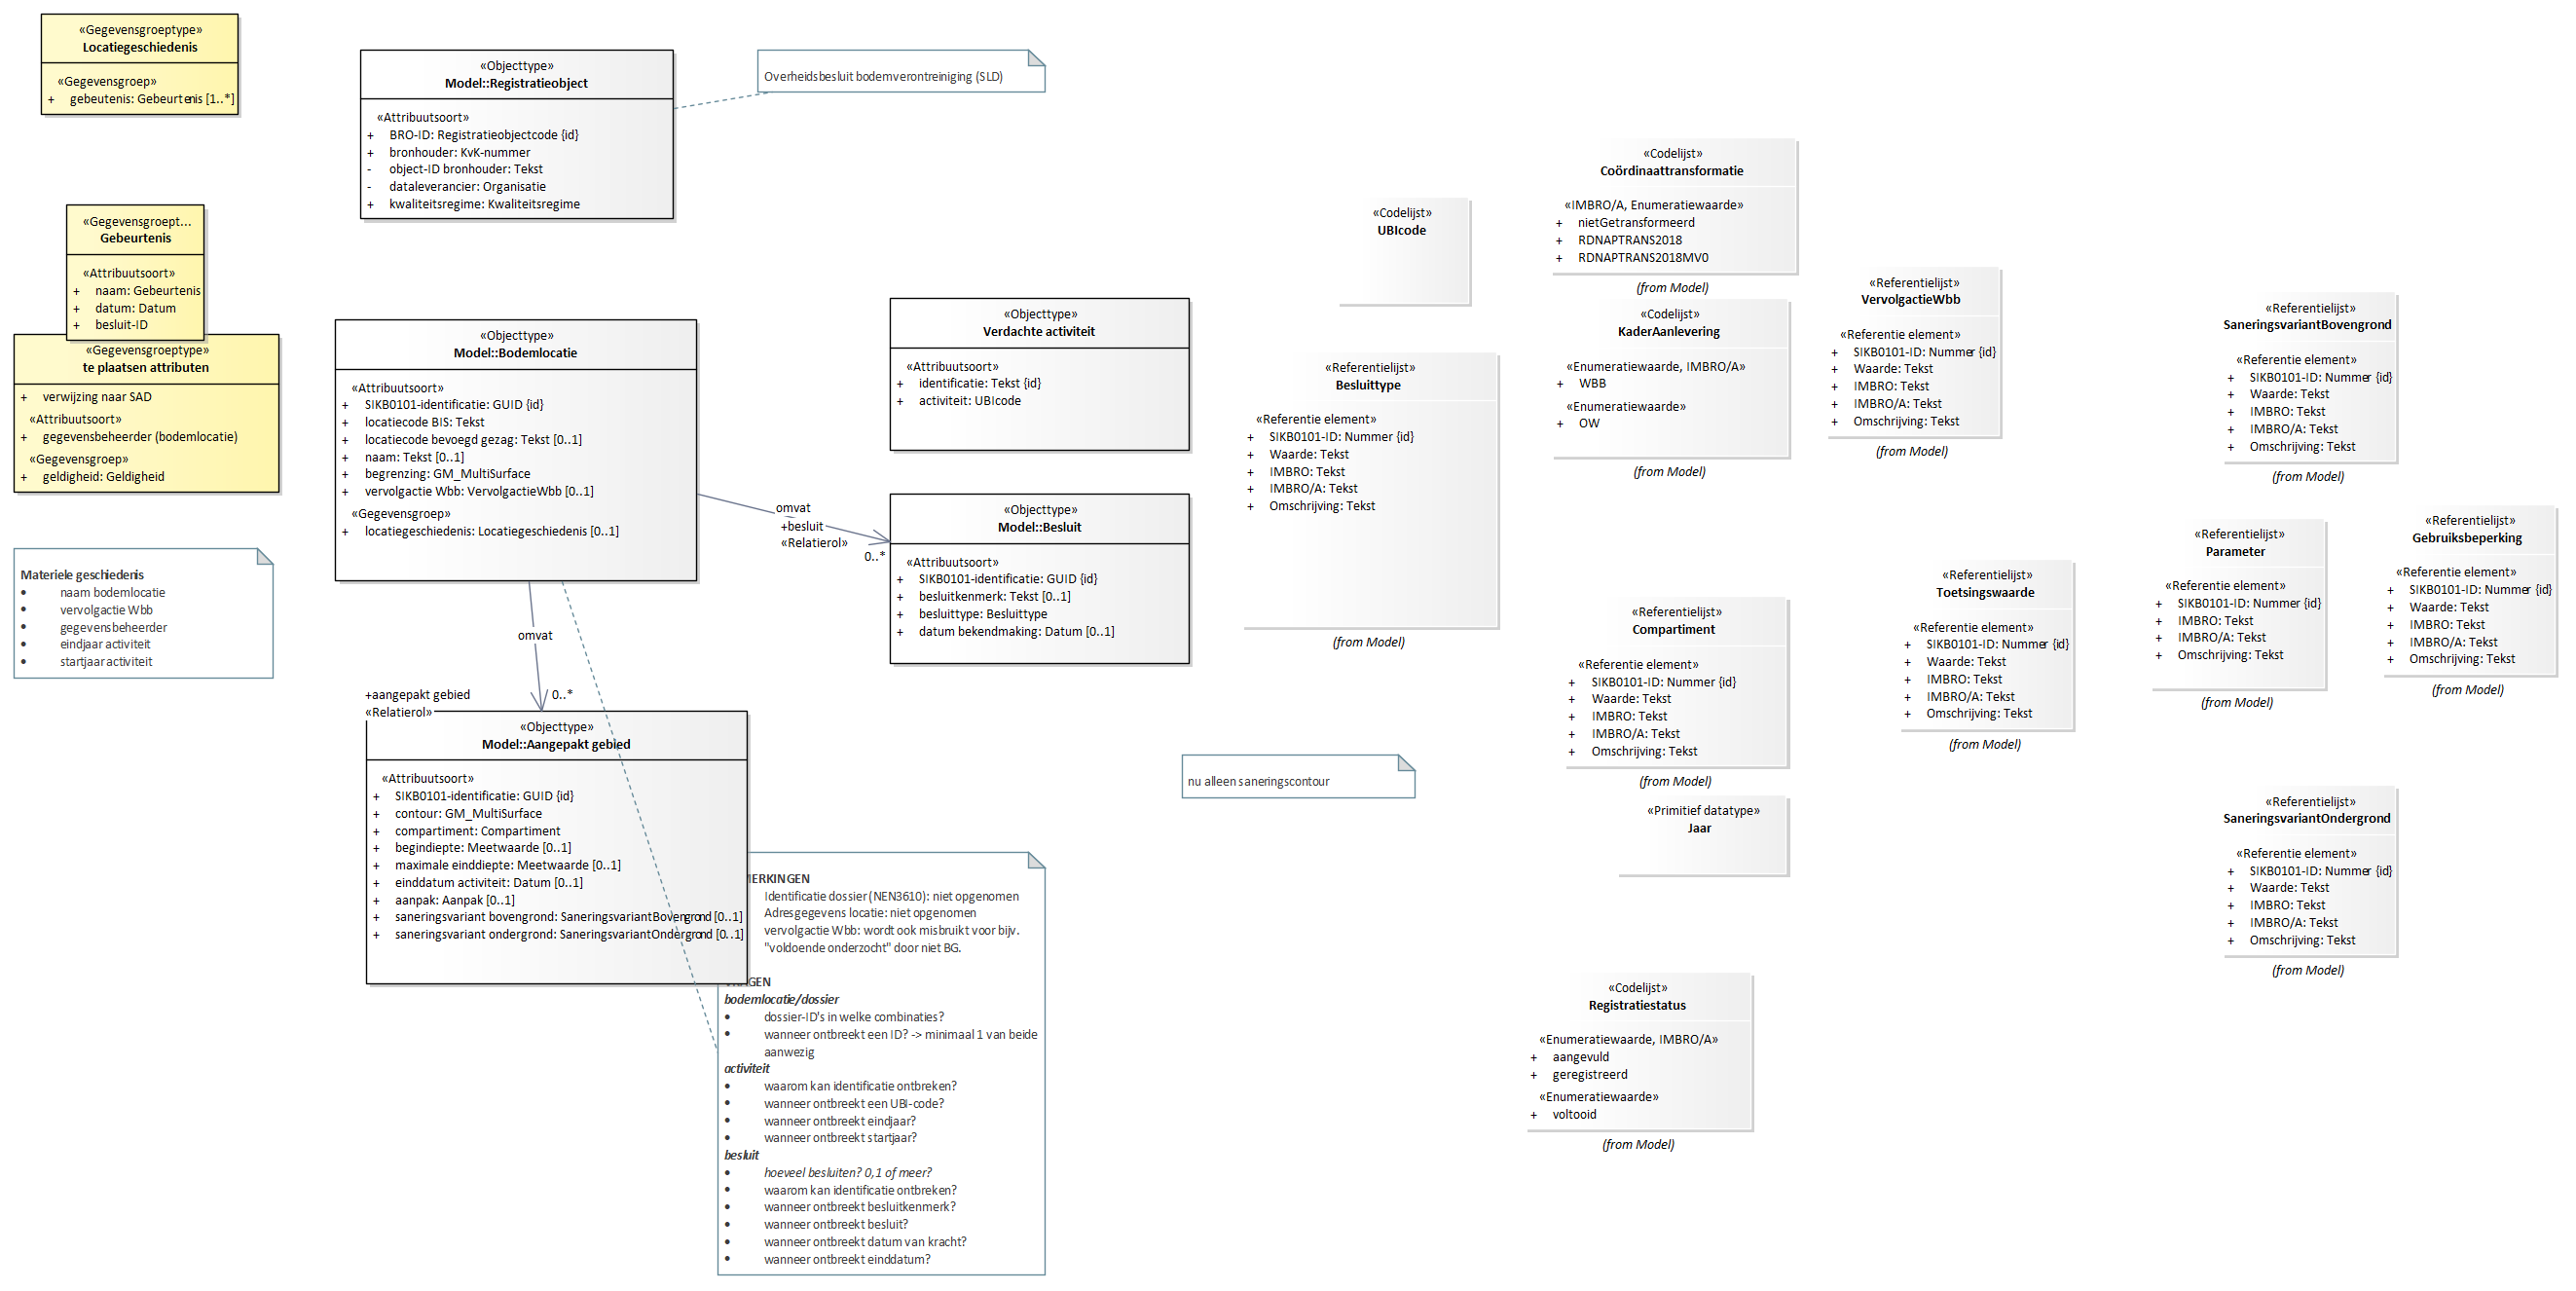 «Gegevensgroeptype»
Locatiegeschiedenis
«Gegevensgroep»
+ gebeutenis: Gebeurtenis [1..*]
«Gegevensgroept...
Gebeurtenis
«Attribuutsoort»
+ naam: Gebeurtenis
+ datum: Datum
+ besluit-ID
«Gegevensgroeptype»
te plaatsen attributen
+ verwijzing naar SAD
«Attribuutsoort»
+ gegevensbeheerder (bodemlocatie)
«Gegevensgroep»
+ geldigheid: Geldigheid
Materiele geschiedenis
• naam bodemlocatie
• vervolgactie Wbb
• gegevensbeheerder
• eindjaar activiteit
• startjaar activiteit
«Objecttype»
Model::Registratieobject
«Attribuutsoort»
+ BRO-ID: Registratieobjectcode {id}
+ bronhouder: KvK-nummer
- object-ID bronhouder: Tekst
- dataleverancier: Organisatie
+ kwaliteitsregime: Kwaliteitsregime
Overheidsbesluit bodemverontreiniging (SLD)
«Objecttype»
Model::Bodemlocatie
«Attribuutsoort»
+ SIKB0101-identificatie: GUID {id}
+ locatiecode BIS: Tekst
+ locatiecode bevoegd gezag: Tekst [0..1]
+ naam: Tekst [0..1]
+ begrenzing: GM_MultiSurface
+ vervolgactie Wbb: VervolgactieWbb [0..1]
«Gegevensgroep»
+ locatiegeschiedenis: Locatiegeschiedenis [0..1]
omvat
+besluit
«Relatierol»
0..*
omvat
+aangepakt gebied
0..*
«Relatierol»
«Objecttype»
Verdachte activiteit
«Attribuutsoort»
+ identificatie: Tekst {id}
+ activiteit: UBIcode
«Objecttype»
Model::Besluit
«Attribuutsoort»
+ SIKB0101-identificatie: GUID {id}
+ besluitkenmerk: Tekst [0..1]
+ besluittype: Besluittype
+ datum bekendmaking: Datum [0..1]
«Objecttype»
Model::Aangepakt gebied
«Attribuutsoort»
+ SIKB0101-identificatie: GUID {id}
+ contour: GM_MultiSurface
+ compartiment: Compartiment
+ begindiepte: Meetwaarde [0..1]
+ maximale einddiepte: Meetwaarde [0..1]
+ einddatum activiteit: Datum [0..1]
+ aanpak: Aanpak [0..1]
+ saneringsvariant bovengrond: SaneringsvariantBovengrond [0..1]
+ saneringsvariant ondergrond: SaneringsvariantOndergrond [0..1]
MERKINGEN
Identificatie dossier (NEN3610): niet opgenomen
Adresgegevens locatie: niet opgenomen
vervolgactie Wbb: wordt ook misbruikt voor bijv.
"voldoende onderzocht" door niet BG.
VRAGEN
bodemlocatie/dossier
• dossier-ID's in welke combinaties?
• wanneer ontbreekt een ID? -> minimaal 1 van beide
aanwezig
activiteit
• waarom kan identificatie ontbreken?
• wanneer ontbreekt een UBI-code?
• wanneer ontbreekt eindjaar?
• wanneer ontbreekt startjaar?
besluit
• hoeveel besluiten? 0,1 of meer?
• waarom kan identificatie ontbreken?
• wanneer ontbreekt besluitkenmerk?
• wanneer ontbreekt besluit?
• wanneer ontbreekt datum van kracht?
• wanneer ontbreekt einddatum?
nu alleen saneringscontour
«Codelijst»
UBIcode
«Referentielijst»
Besluittype
«Referentie element»
+ SIKB0101-ID: Nummer {id}
+ Waarde: Tekst
+ IMBRO: Tekst
+ IMBRO/A: Tekst
+ Omschrijving: Tekst
(from Model)
«Codelijst»
Coördinaattransformatie
«IMBRO/A, Enumeratiewaarde»
+ nietGetransformeerd
+ RDNAPTRANS2018
+ RDNAPTRANS2018MV0
(from Model)
«Codelijst»
KaderAanlevering
«Enumeratiewaarde, IMBRO/A»
+ WBB
«Enumeratiewaarde»
+ OW
(from Model)
«Referentielijst»
VervolgactieWbb
«Referentie element»
+ SIKB0101-ID: Nummer {id}
+ Waarde: Tekst
+ IMBRO: Tekst
+ IMBRO/A: Tekst
+ Omschrijving: Tekst
(from Model)
«Referentielijst»
SaneringsvariantBovengrond
«Referentie element»
+ SIKB0101-ID: Nummer {id}
+ Waarde: Tekst
+ IMBRO: Tekst
+ IMBRO/A: Tekst
+ Omschrijving: Tekst
(from Model)
«Referentielijst»
Compartiment
«Referentie element»
+ SIKB0101-ID: Nummer {id}
+ Waarde: Tekst
+ IMBRO: Tekst
+ IMBRO/A: Tekst
+ Omschrijving: Tekst
(from Model)
«Referentielijst»
Toetsingswaarde
«Referentie element»
+ SIKB0101-ID: Nummer {id}
+ Waarde: Tekst
+ IMBRO: Tekst
+ IMBRO/A: Tekst
+ Omschrijving: Tekst
(from Model)
«Referentielijst»
Parameter
«Referentie element»
+ SIKB0101-ID: Nummer {id}
+ IMBRO: Tekst
+ IMBRO/A: Tekst
+ Omschrijving: Tekst
(from Model)
«Referentielijst»
Gebruiksbeperking
«Referentie element»
+ SIKB0101-ID: Nummer {id}
+ Waarde: Tekst
+ IMBRO: Tekst
+ IMBRO/A: Tekst
+ Omschrijving: Tekst
(from Model)
«Primitief datatype»
Jaar
«Referentielijst»
SaneringsvariantOndergrond
«Referentie element»
+ SIKB0101-ID: Nummer {id}
+ Waarde: Tekst
+ IMBRO: Tekst
+ IMBRO/A: Tekst
+ Omschrijving: Tekst
(from Model)
«Codelijst»
Registratiestatus
«Enumeratiewaarde, IMBRO/A»
+ aangevuld
+ geregistreerd
«Enumeratiewaarde»
+ voltooid
(from Model)